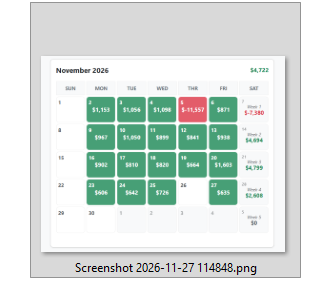 November 2026 $4,722
SUN MON TUE WED THR FRI SAT
1 2 3 4 5 6 7 Week 1
$1,153 $1,056 $1,098 $-11,557 $871 $-7,380
8 9 10 11 12 13 14 Week 2
$967 $1,050 $899 $841 $938 $4,694
15 16 17 18 19 20 21 Week 3
$902 $810 $820 $664 $1,603 $4,799
22 23 24 25 26 27 28 Week 4
$606 $642 $726 $635 $2,608
29 30 1 2 3 4 5 Week 5
$0
Screenshot 2026-11-27 114848.png